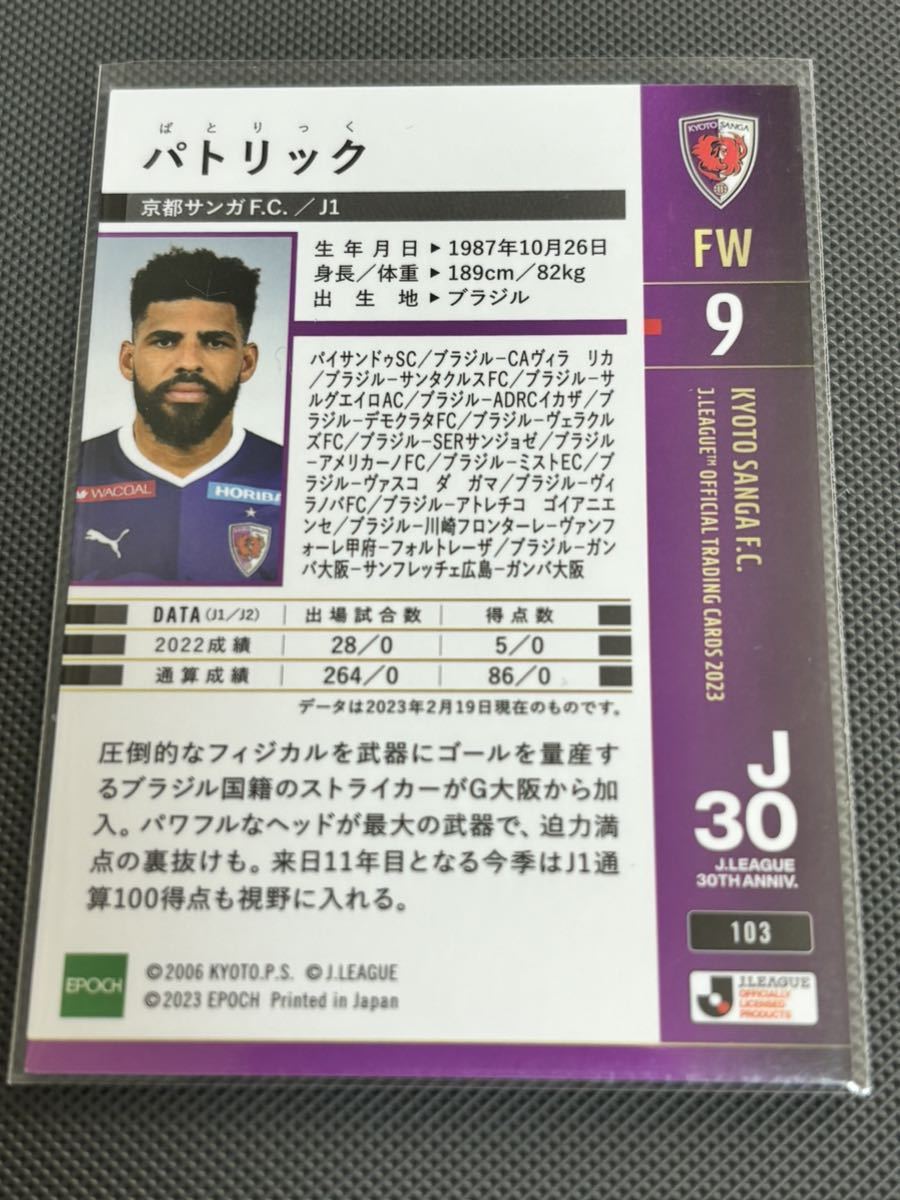 ぱとりっく
パトリック
京都サンガF.C.／J1
生年月日▶1987年10月26日
身長／体重▶189cm／82kg
出生地▶ブラジル
パイサンドゥSC／ブラジル−CAヴィラ　リカ
／ブラジル−サンタクルスFC／ブラジル−サ
ルグエイロAC／ブラジル−ADRCイカザ／ブ
ラジル−デモクラタFC／ブラジル−ヴェラクル
ズFC／ブラジル−SERサンジョゼ／ブラジル
−アメリカーノFC／ブラジル−ミストEC／ブ
ラジル−ヴァスコ　ダ　ガマ／ブラジル−ヴィ
ラノバFC／ブラジル−アトレチコ　ゴイアニエ
ンセ／ブラジル−川崎フロンターレ−ヴァンフ
ォーレ甲府−フォルトレーザ／ブラジル−ガン
バ大阪−サンフレッチェ広島−ガンバ大阪
WACOAL
HORIBA
DATA（J1／J2） 出場試合数 得点数
2022成績 28／0 5／0
通算成績 264／0 86／0
データは2023年2月19日現在のものです。
圧倒的なフィジカルを武器にゴールを量産す
るブラジル国籍のストライカーがG大阪から加
入。パワフルなヘッドが最大の武器で、迫力満
点の裏抜けも。来日11年目となる今季はJ1通
算100得点も視野に入れる。
EPOCH
©2006 KYOTO.P.S. ©J.LEAGUE
©2023 EPOCH Printed in Japan
KYOTO SANGA
FW
9
KYOTO SANGA F.C.
J.LEAGUE™ OFFICIAL TRADING CARDS 2023
J
30
J.LEAGUE
30TH ANNIV.
103
J.LEAGUE
OFFICIALLY
LICENSED
PRODUCTS